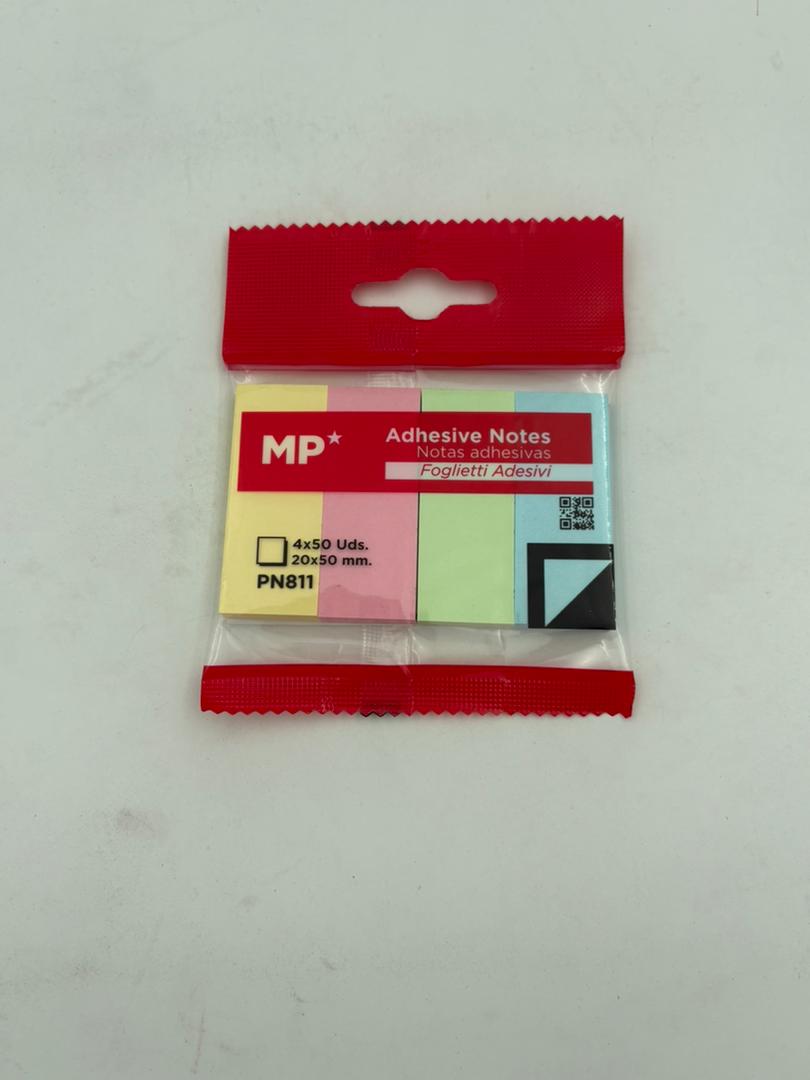 MP
Adhesive Notes
Notas adhesivas
Foglietti Adesivi
4x50 Uds.
20x50 mm.
PN811